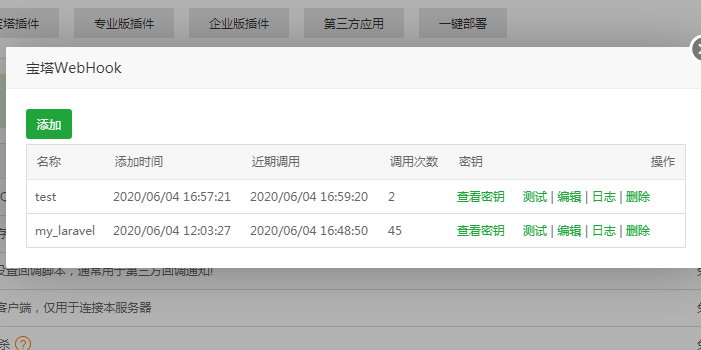 宝塔插件 专业版插件 企业版插件 第三方应用 一键部署
宝塔WebHook
添加
名称 添加时间 近期调用 调用次数 密钥 操作
test 2020/06/04 16:57:21 2020/06/04 16:59:20 2 查看密钥 测试 | 编辑 | 日志 | 删除
my_laravel 2020/06/04 12:03:27 2020/06/04 16:48:50 45 查看密钥 测试 | 编辑 | 日志 | 删除
设置回调脚本，通常用于第三方回调通知!
客户端，仅用于连接本服务器
杀 ?